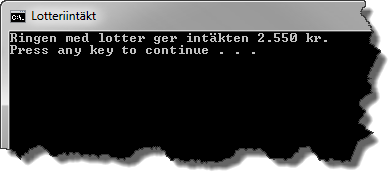 Lotteriintäkt
Ringen med lotter ger intäkten 2.550 kr.
Press any key to continue . . .